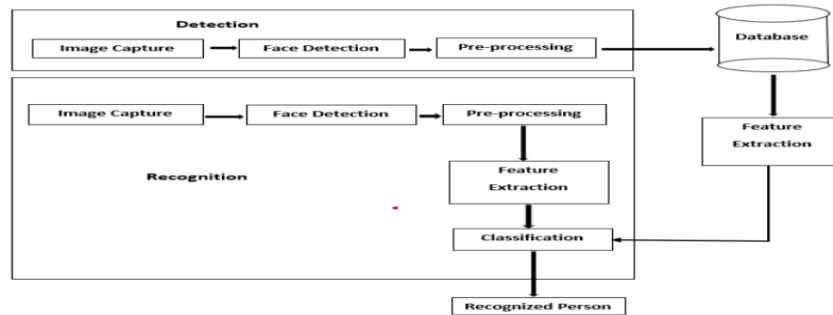 Detection
Image Capture
Face Detection
Pre-processing
Database
Image Capture
Face Detection
Pre-processing
Feature
Extraction
Recognition
Feature
Extraction
Classification
Recognized Person